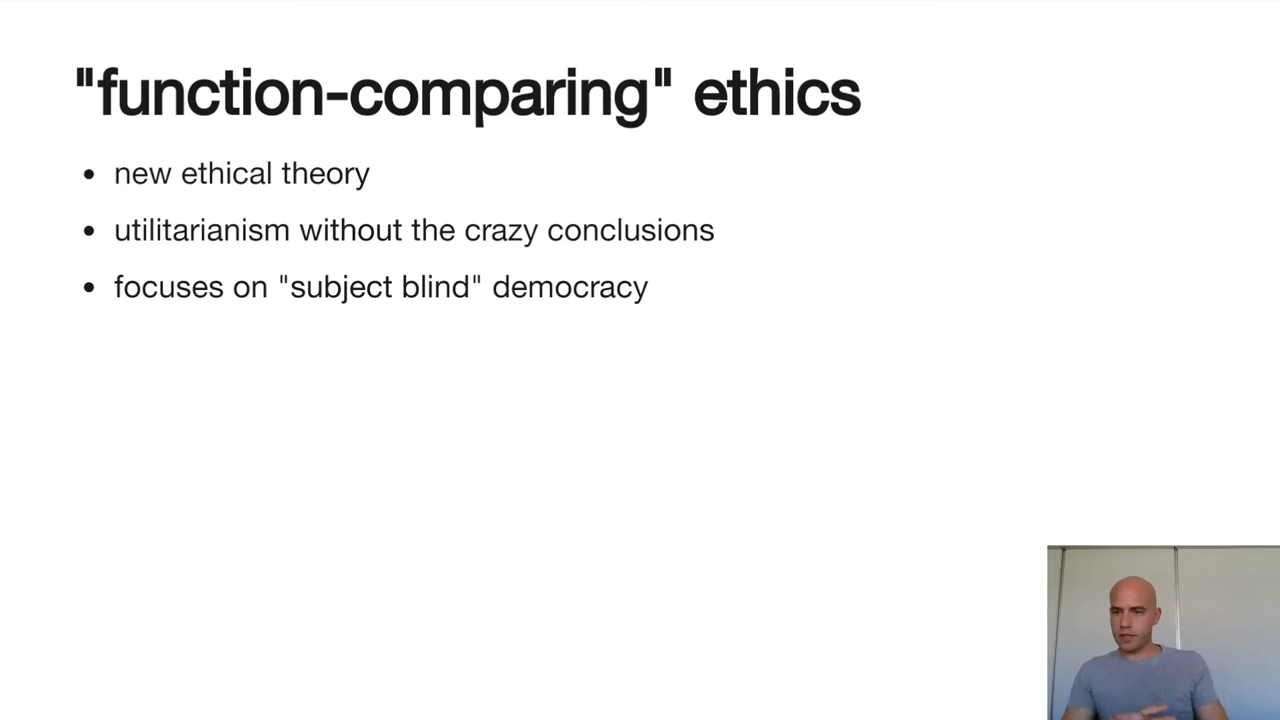 "function-comparing" ethics
• new ethical theory
• utilitarianism without the crazy conclusions
• focuses on "subject blind" democracy